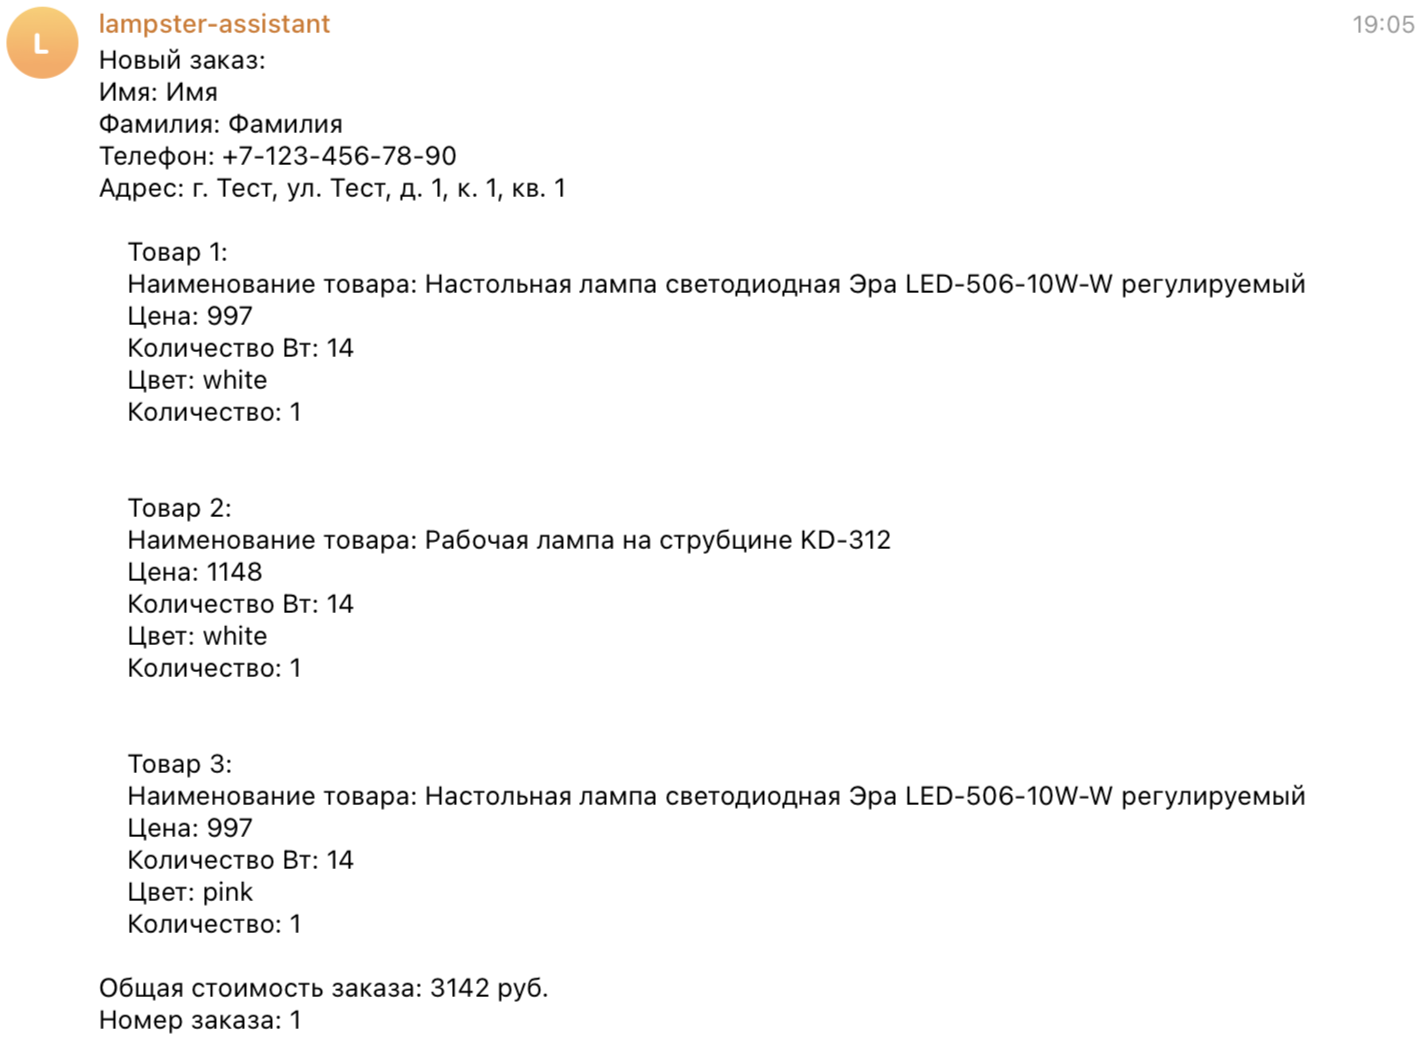 L
lampster-assistant
19:05
Новый заказ:
Имя: Имя
Фамилия: Фамилия
Телефон: +7-123-456-78-90
Адрес: г. Тест, ул. Тест, д. 1, к. 1, кв. 1
Товар 1:
Наименование товара: Настольная лампа светодиодная Эра LED-506-10W-W регулируемый
Цена: 997
Количество Вт: 14
Цвет: white
Количество: 1
Товар 2:
Наименование товара: Рабочая лампа на струбцине KD-312
Цена: 1148
Количество Вт: 14
Цвет: white
Количество: 1
Товар 3:
Наименование товара: Настольная лампа светодиодная Эра LED-506-10W-W регулируемый
Цена: 997
Количество Вт: 14
Цвет: pink
Количество: 1
Общая стоимость заказа: 3142 руб.
Номер заказа: 1